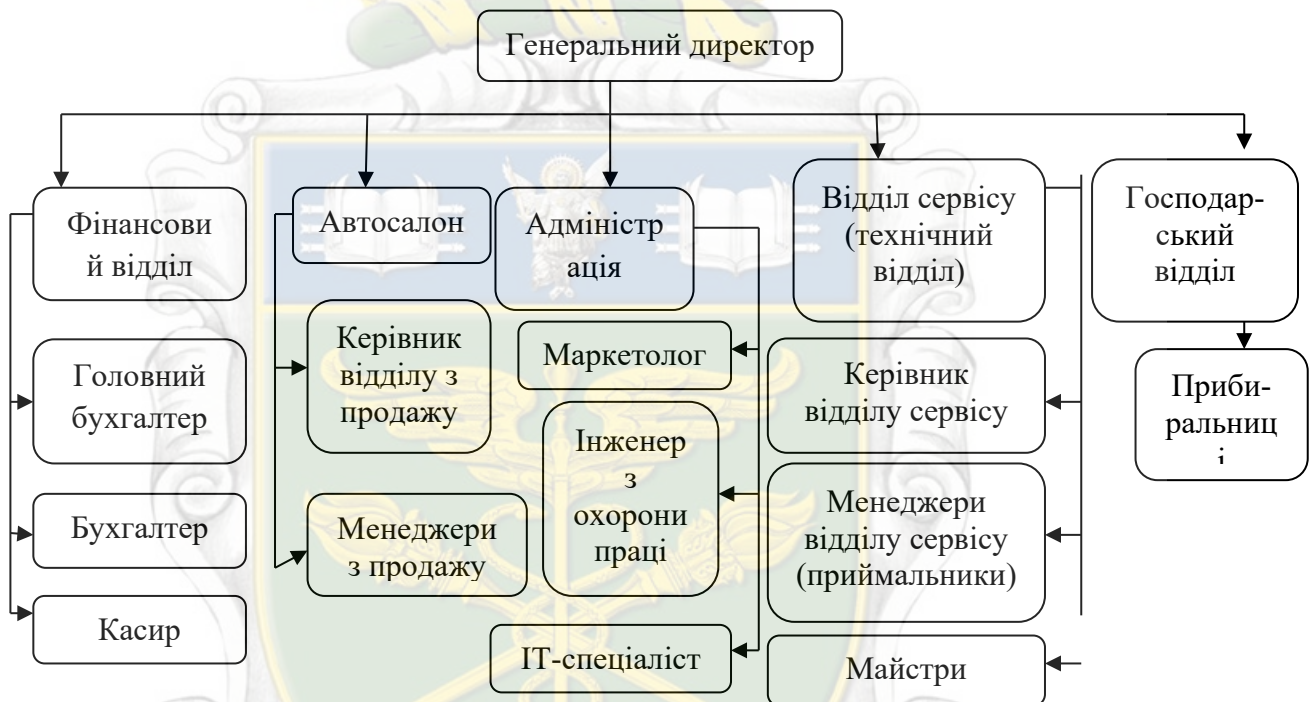 Генеральний директор
Фінансови
й відділ
Головний
бухгалтер
Бухгалтер
Касир
Автосалон
Керівник
відділу з
продажу
Менеджери
з продажу
Адміністр
ація
Маркетолог
Інженер
з
охорони
праці
ІТ-спеціаліст
Відділ сервісу
(технічний
відділ)
Керівник
відділу сервісу
Менеджери
відділу сервісу
(приймальники)
Майстри
Господар-
ський
відділ
Приби-
ральниц
і